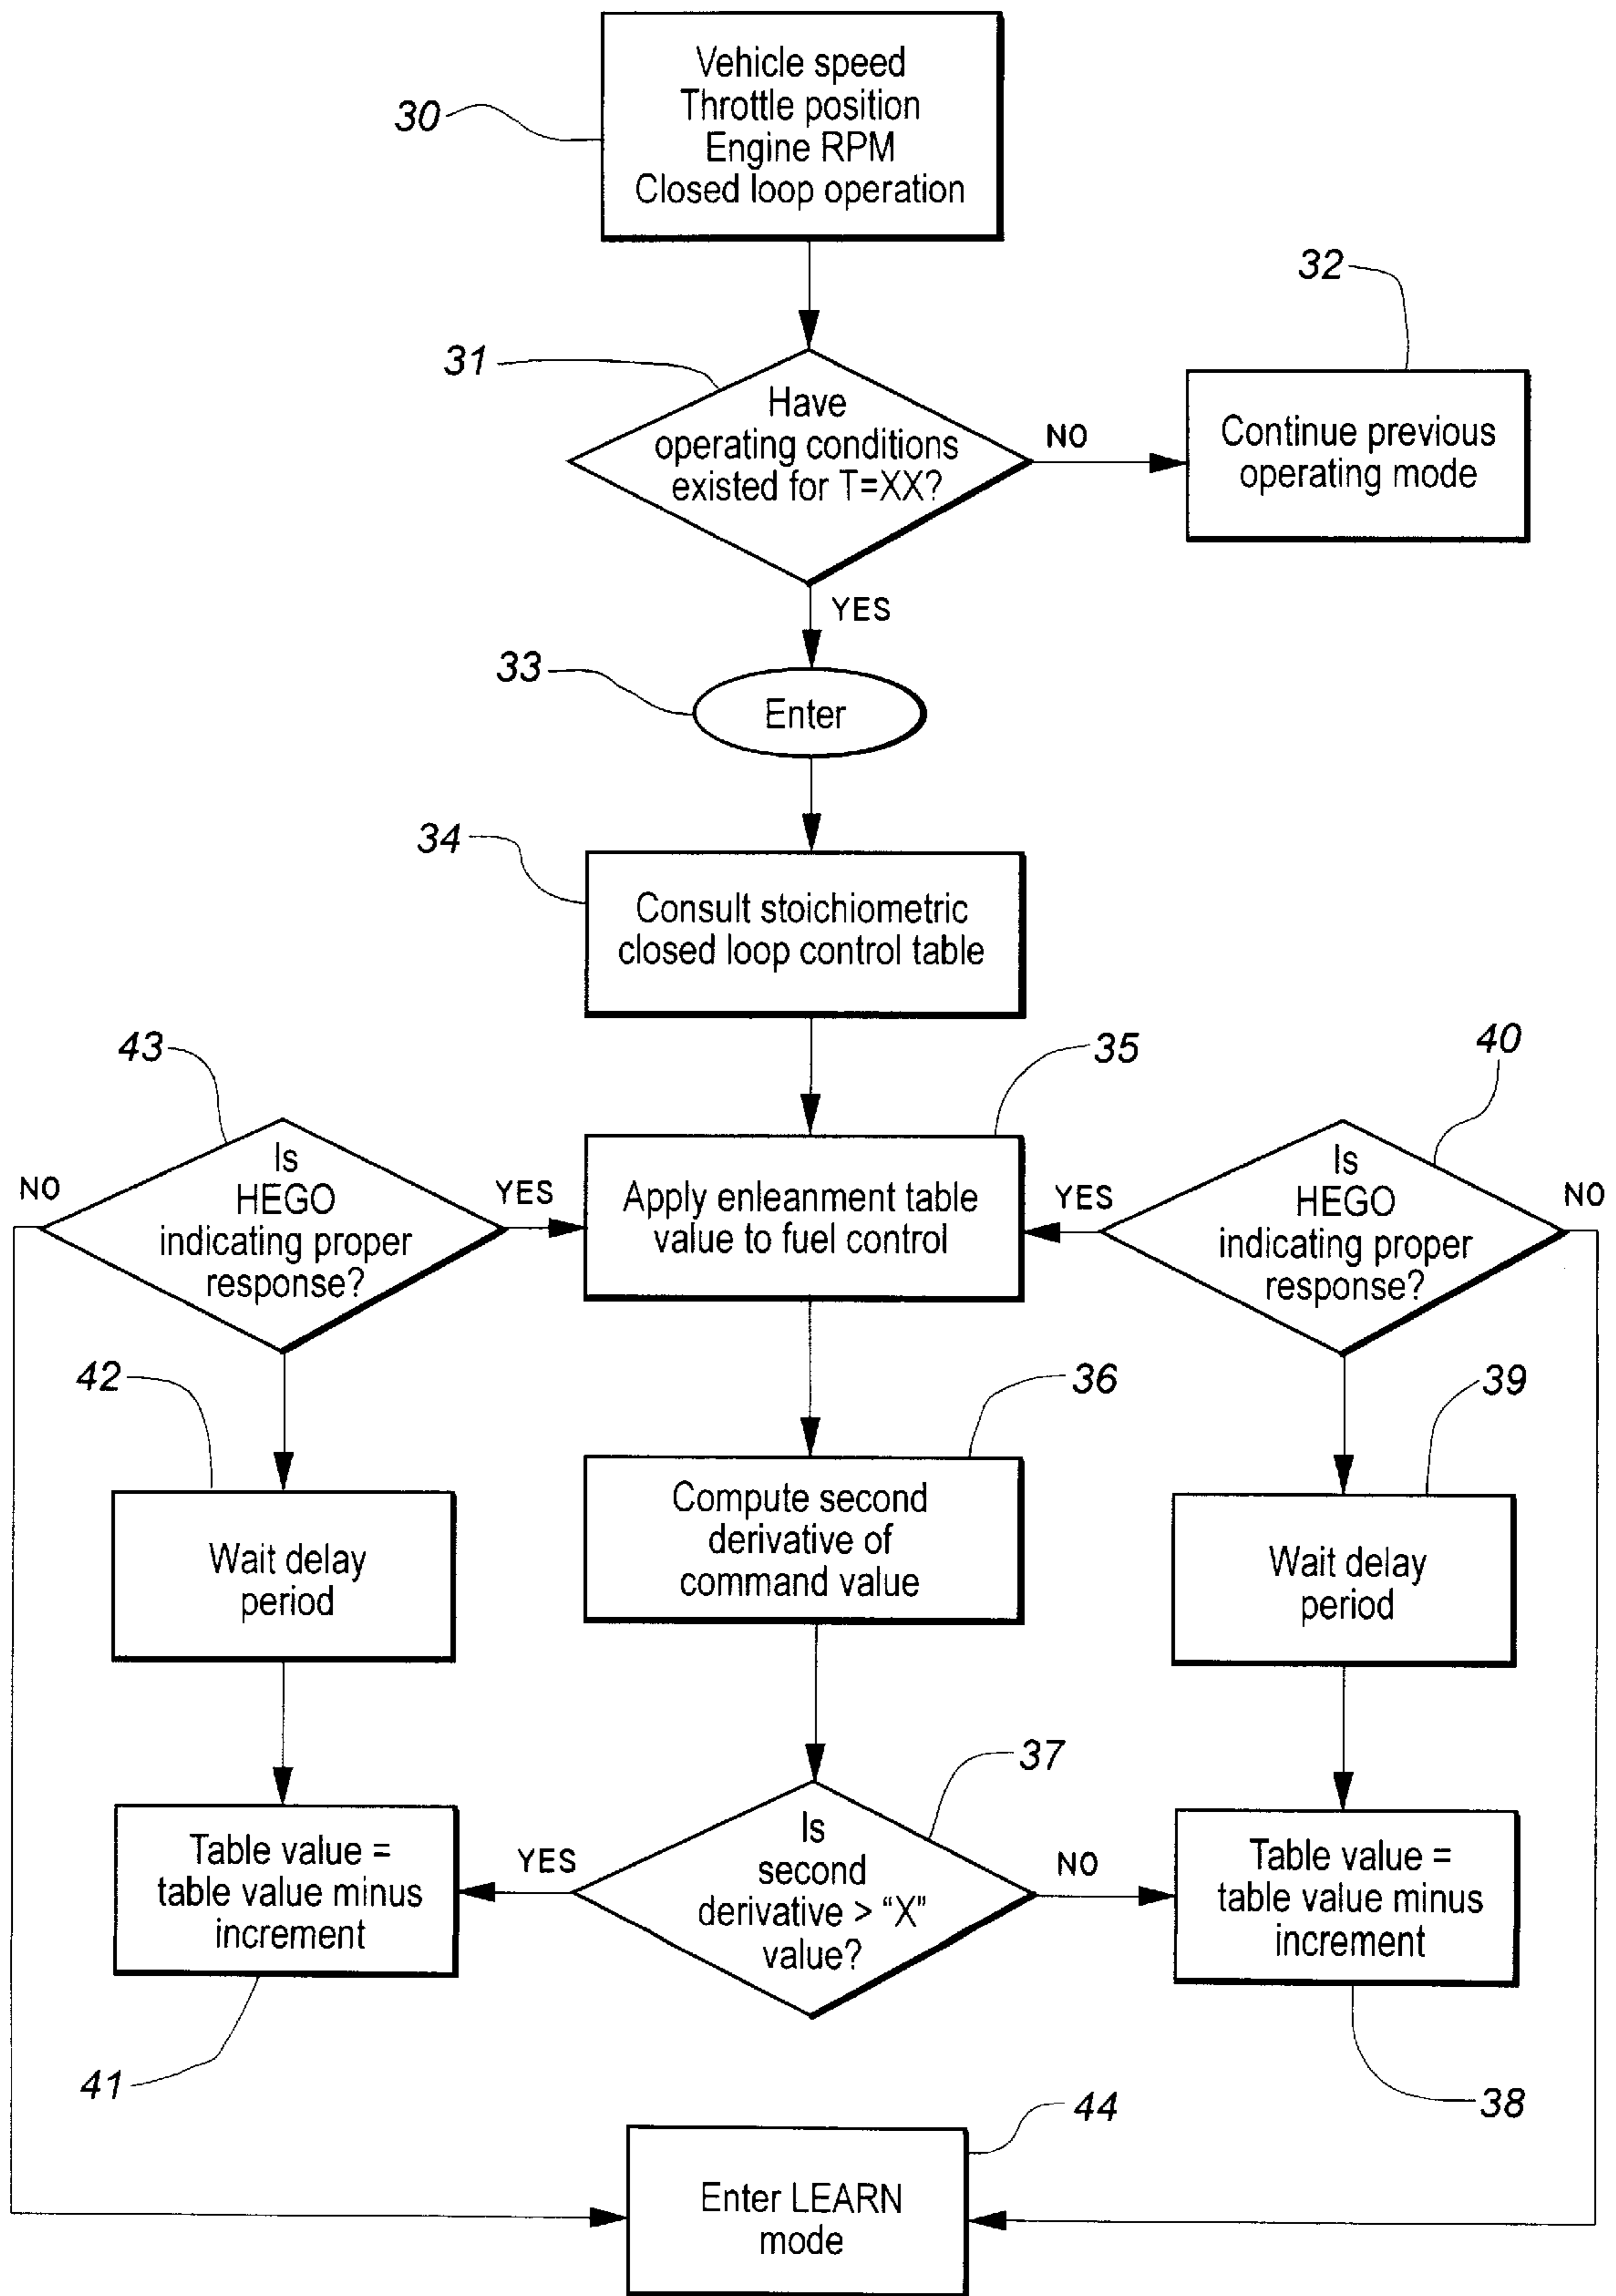 Vehicle speed
Throttle position
Engine RPM
Closed loop operation
30
32
31
Have
operating conditions
existed for T=XX?
NO
Continue previous
operating mode
YES
33
Enter
34
Consult stoichiometric
closed loop control table
43
35
40
NO
Is
HEGO
indicating proper
response?
YES
Apply enleanment table
value to fuel control
YES
Is
HEGO
indicating proper
response?
NO
42
36
39
Wait delay
period
Compute second
derivative of
command value
Wait delay
period
37
Table value =
table value minus
increment
YES
Is
second
derivative > “X”
value?
NO
Table value =
table value minus
increment
41
38
44
Enter LEARN
mode